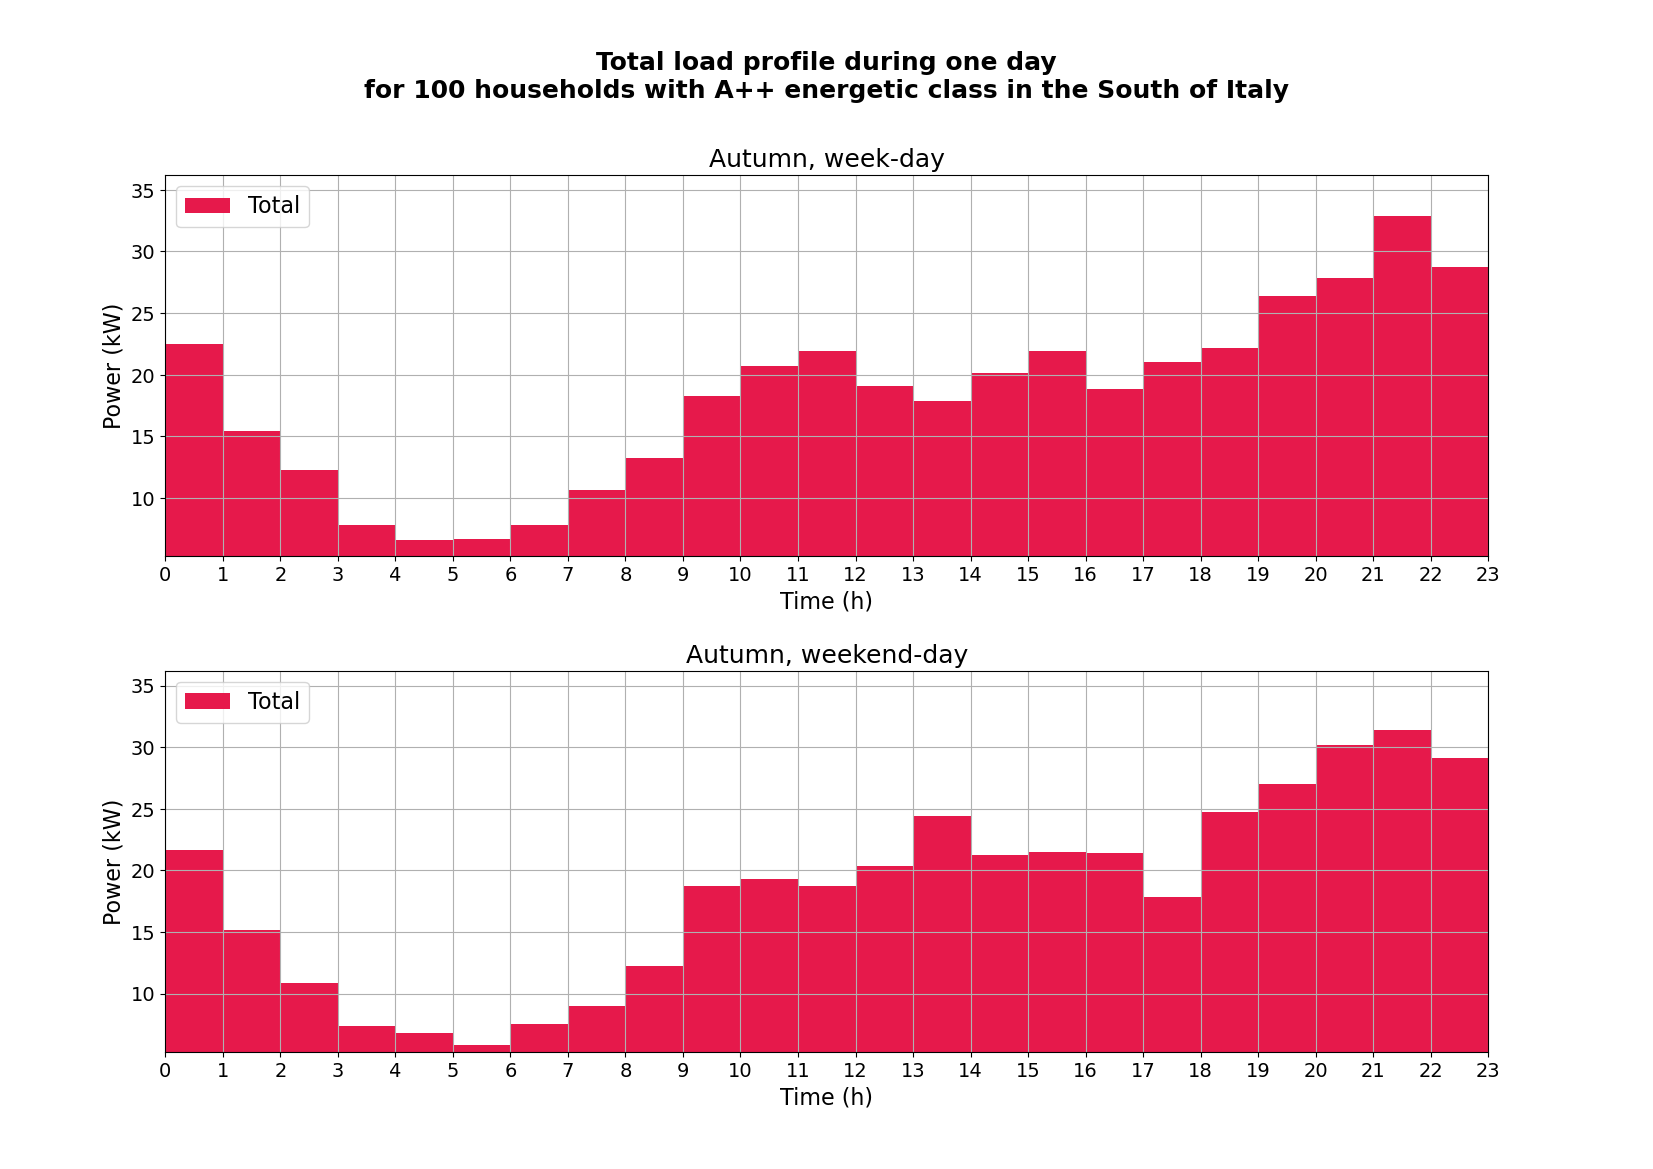 Total load profile during one day
for 100 households with A++ energetic class in the South of Italy
Autumn, week-day
35
30
25
20
15
10
Power (kW)
Total
0 1 2 3 4 5 6 7 8 9 10 11 12 13 14 15 16 17 18 19 20 21 22 23
Time (h)
Autumn, weekend-day
35
30
25
20
15
10
Power (kW)
Total
0 1 2 3 4 5 6 7 8 9 10 11 12 13 14 15 16 17 18 19 20 21 22 23
Time (h)